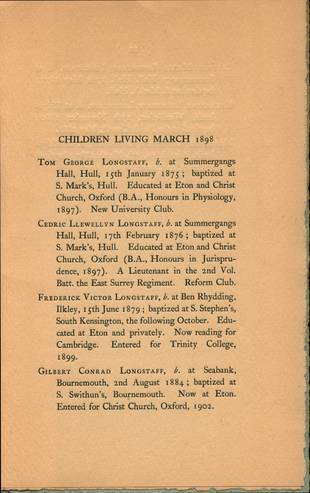 CHILDREN LIVING MARCH 1898
TOM GEORGE LONGSTAFF, b. at Summergangs
Hall, Hull, 15th January 1875; baptized at
S. Mark's, Hull. Educated at Eton and Christ
Church, Oxford (B.A., Honours in Physiology,
1897). New University Club.
CEDRIC LLEWELLYN LONGSTAFF, b. at Summergangs
Hall, Hull, 17th February 1876; baptized at
S. Mark's, Hull. Educated at Eton and Christ
Church, Oxford (B.A., Honours in Jurispru-
dence, 1897). A Lieutenant in the 2nd Vol.
Batt. the East Surrey Regiment. Reform Club.
FREDERICK VICTOR LONGSTAFF, b. at Ben Rhydding,
Ilkley, 15th June 1879; baptized at S. Stephen's,
South Kensington, the following October. Edu-
cated at Eton and privately. Now reading for
Cambridge. Entered for Trinity College,
1899.
GILBERT CONRAD LONGSTAFF, b. at Seabank,
Bournemouth, 2nd August 1884; baptized at
S. Swithun's, Bournemouth. Now at Eton.
Entered for Christ Church, Oxford, 1902.